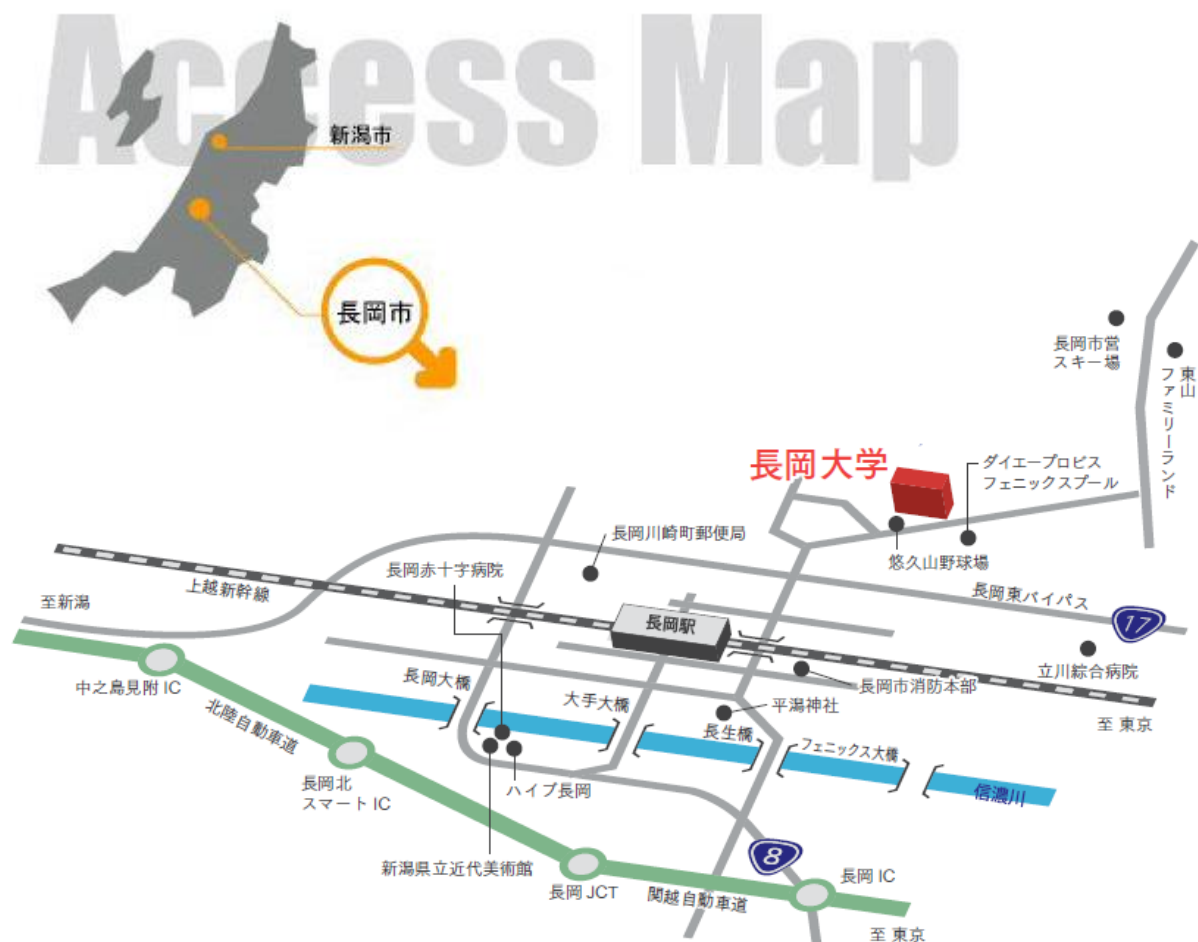 Access Map
新潟市
長岡市
長岡市営
スキー場
東山
ファミリーランド
長岡大学
ダイエープロビス
フェニックスプール
悠久山野球場
長岡川崎町郵便局
長岡赤十字病院
上越新幹線
至新潟
長岡東バイパス
17
長岡駅
立川綜合病院
中之島見附 IC
長岡大橋
大手大橋
長岡市消防本部
平潟神社
至 東京
北陸自動車道
長生橋
フェニックス大橋
信濃川
長岡北
スマート IC
ハイブ長岡
新潟県立近代美術館
8
長岡 JCT
関越自動車道
長岡 IC
至 東京